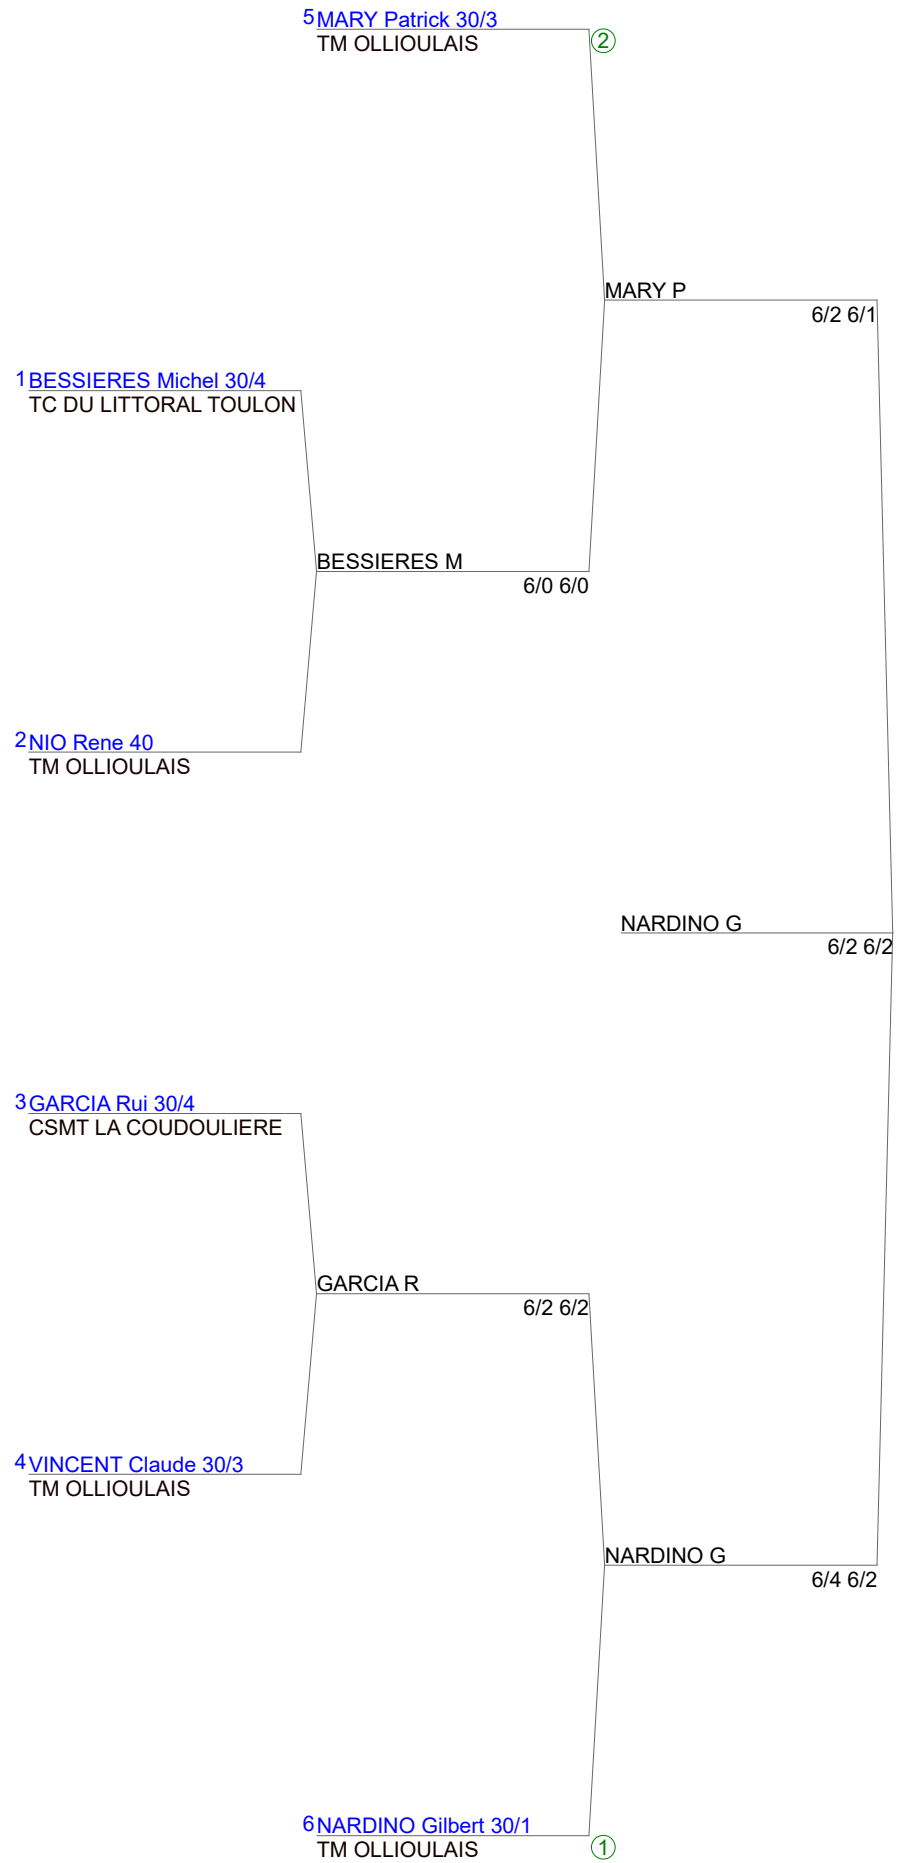 5 MARY Patrick 30/3
TM OLLIOULAIS
2
MARY P
6/2 6/1
1 BESSIERES Michel 30/4
TC DU LITTORAL TOULON
BESSIERES M
6/0 6/0
2 NIO Rene 40
TM OLLIOULAIS
NARDINO G
6/2 6/2
3 GARCIA Rui 30/4
CSMT LA COUDOULIERE
GARCIA R
6/2 6/2
4 VINCENT Claude 30/3
TM OLLIOULAIS
NARDINO G
6/4 6/2
6 NARDINO Gilbert 30/1
TM OLLIOULAIS
1